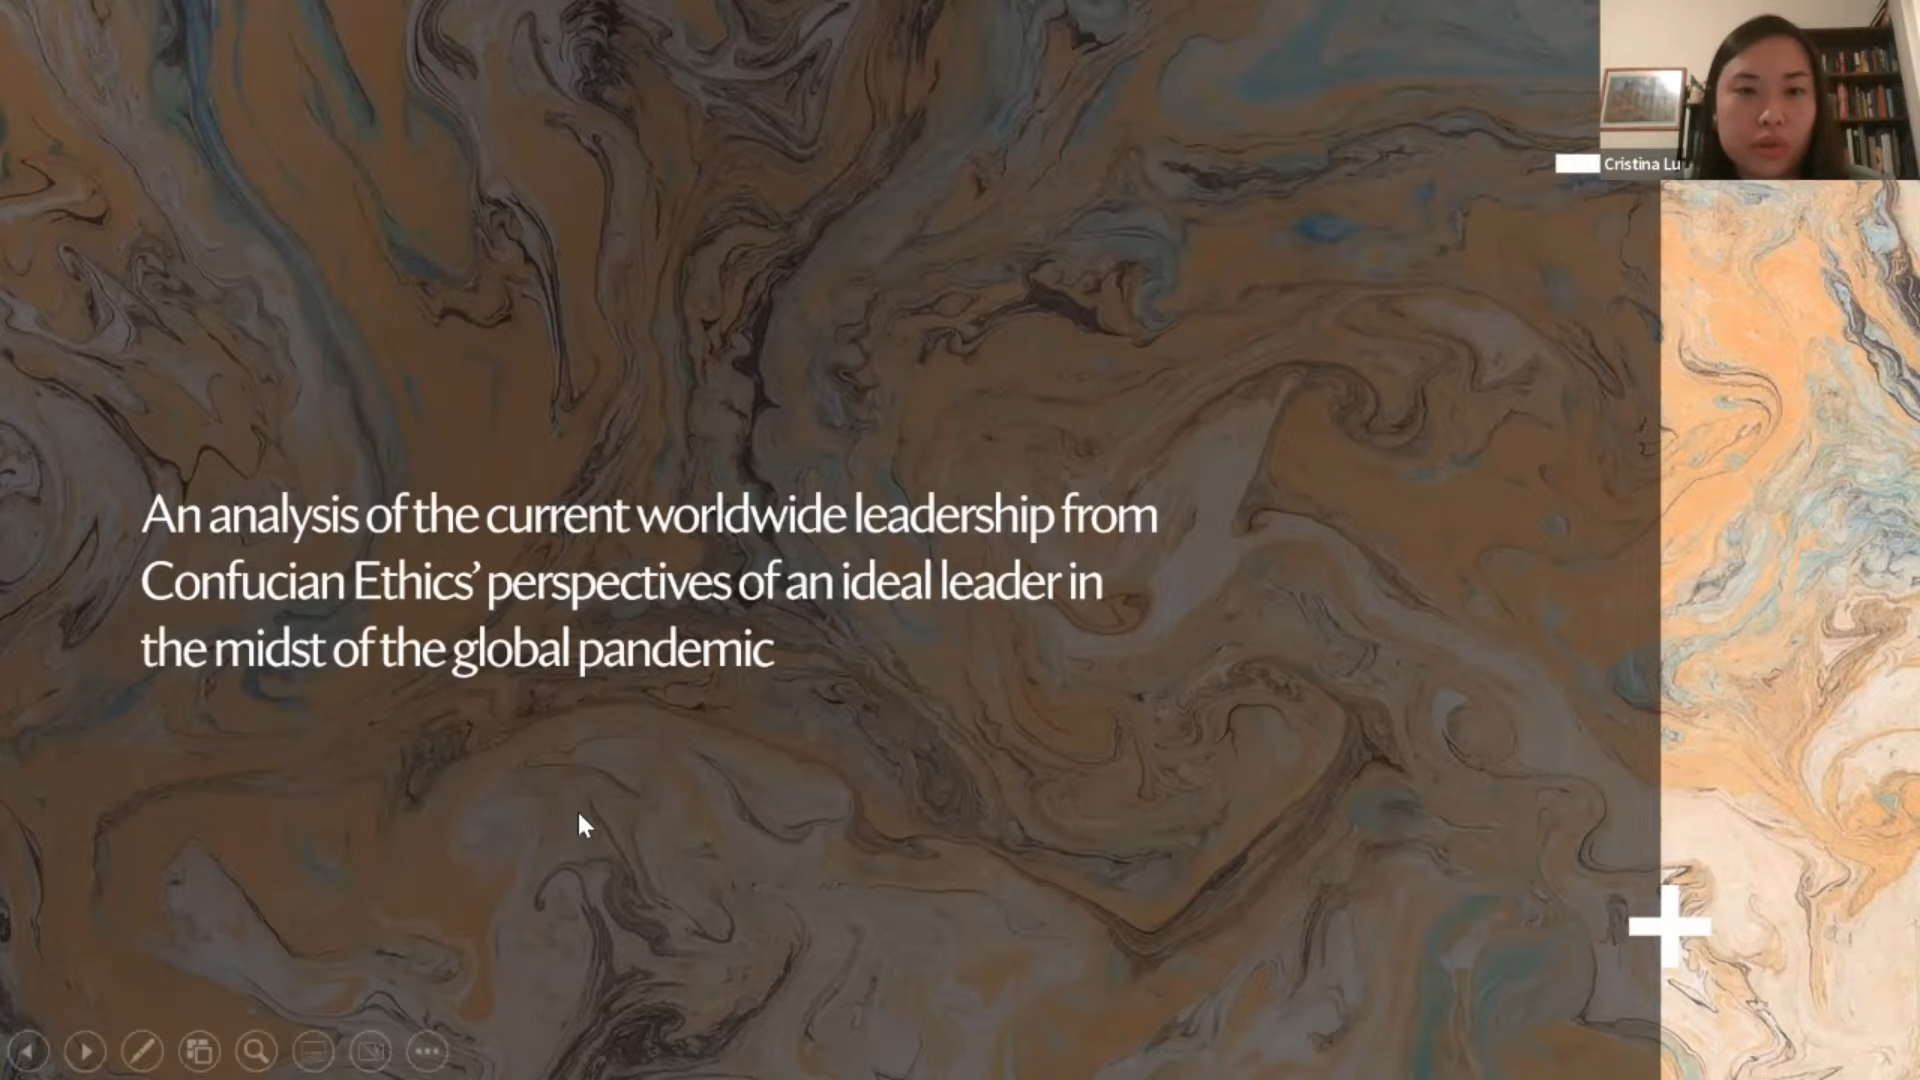 Cristina Lu
An analysis of the current worldwide leadership from
Confucian Ethics’ perspectives of an ideal leader in
the midst of the global pandemic